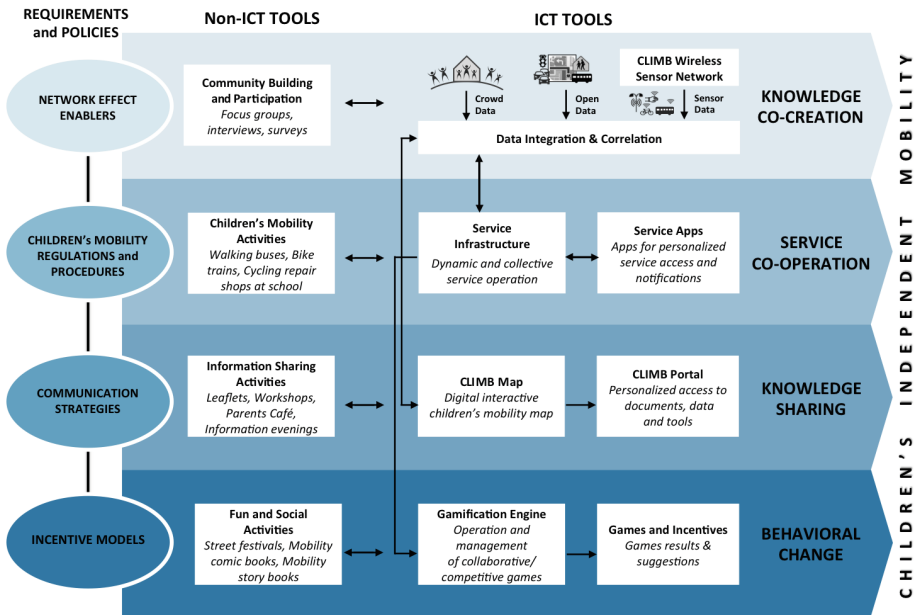 REQUIREMENTS
and POLICIES
Non-ICT TOOLS
ICT TOOLS
NETWORK EFFECT
ENABLERS
Community Building
and Participation
Focus groups,
interviews, surveys
Crowd
Data
Open
Data
CLIMB Wireless
Sensor Network
Sensor
Data
Data Integration & Correlation
KNOWLEDGE
CO-CREATION
CHILDREN's MOBILITY
REGULATIONS and
PROCEDURES
Children's Mobility
Activities
Walking buses, Bike
trains, Cycling repair
shops at school
Service
Infrastructure
Dynamic and collective
service operation
Service Apps
Apps for personalized
service access and
notifications
SERVICE
CO-OPERATION
COMMUNICATION
STRATEGIES
Information Sharing
Activities
Leaflets, Workshops,
Parents Café,
Information evenings
CLIMB Map
Digital interactive
children's mobility map
CLIMB Portal
Personalized access to
documents, data
and tools
KNOWLEDGE
SHARING
INCENTIVE MODELS
Fun and Social
Activities
Street festivals, Mobility
comic books, Mobility
story books
Gamification Engine
Operation and
management
of collaborative/
competitive games
Games and Incentives
Games results &
suggestions
BEHAVIORAL
CHANGE
CHILDREN'S INDEPENDENT MOBILITY